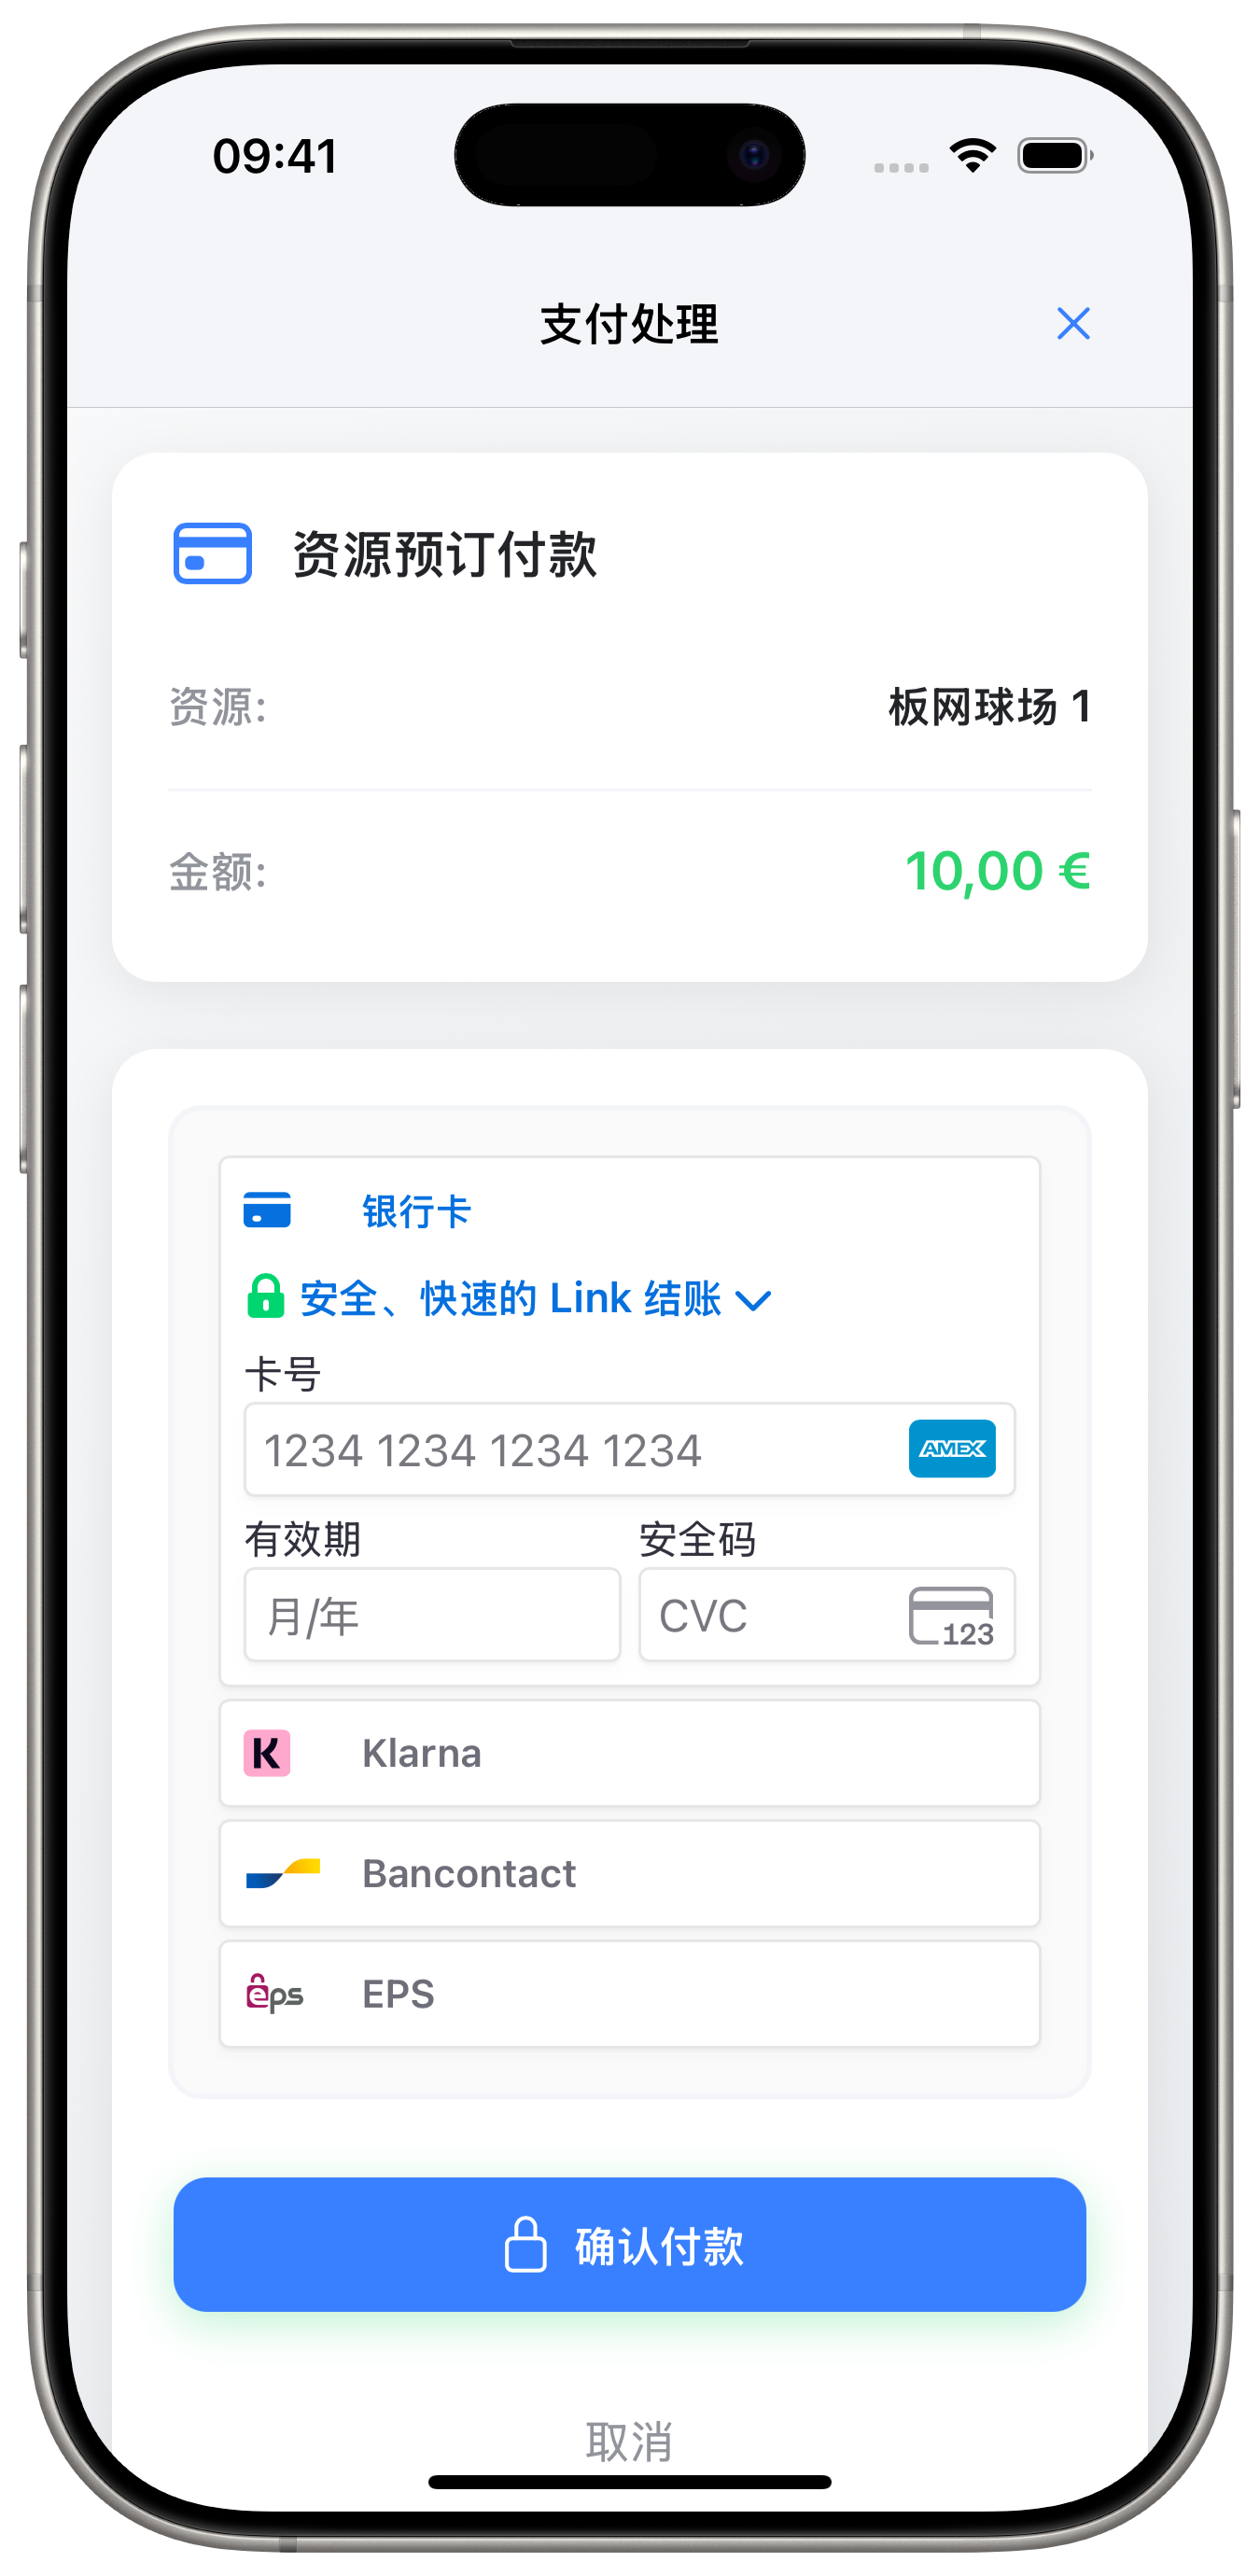 09:41
支付处理
资源预订付款
资源:
板网球场 1
金额:
10,00 €
银行卡
安全、快速的 Link 结账
卡号
1234 1234 1234 1234
AMEX
有效期
安全码
月/年
CVC
123
K
Klarna
Bancontact
eps
EPS
确认付款
取消